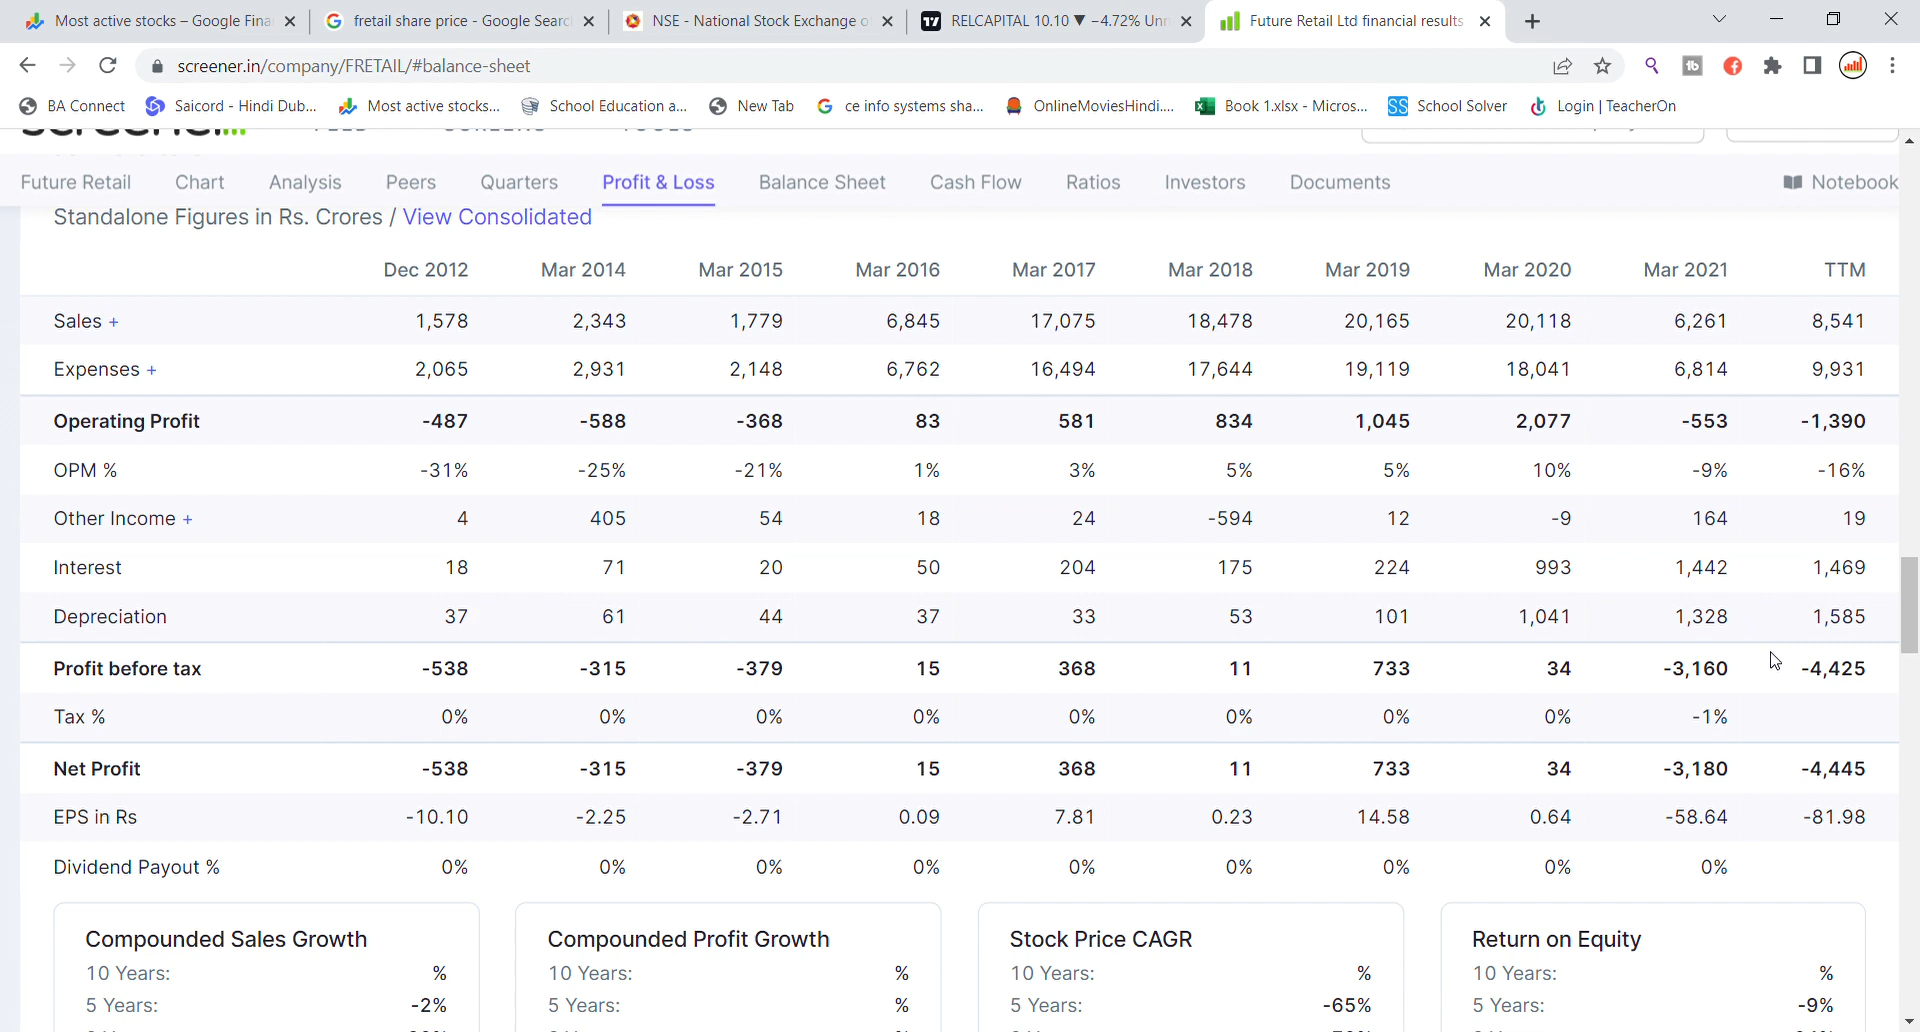 Most active stocks – Google Fina
fretail share price - Google Searc
NSE - National Stock Exchange o
RELCAPITAL 10.10 ▼ −4.72% Unn
Future Retail Ltd financial results
screener.in/company/FRETAIL/#balance-sheet
BA Connect Saicord - Hindi Dub... Most active stocks... School Education a... New Tab ce info systems sha... OnlineMoviesHindi.... Book 1.xlsx - Micros... School Solver Login | TeacherOn
Future Retail Chart Analysis Peers Quarters Profit & Loss Balance Sheet Cash Flow Ratios Investors Documents Notebook
Standalone Figures in Rs. Crores / View Consolidated
Dec 2012 Mar 2014 Mar 2015 Mar 2016 Mar 2017 Mar 2018 Mar 2019 Mar 2020 Mar 2021 TTM
Sales + 1,578 2,343 1,779 6,845 17,075 18,478 20,165 20,118 6,261 8,541
Expenses + 2,065 2,931 2,148 6,762 16,494 17,644 19,119 18,041 6,814 9,931
Operating Profit -487 -588 -368 83 581 834 1,045 2,077 -553 -1,390
OPM % -31% -25% -21% 1% 3% 5% 5% 10% -9% -16%
Other Income + 4 405 54 18 24 -594 12 -9 164 19
Interest 18 71 20 50 204 175 224 993 1,442 1,469
Depreciation 37 61 44 37 33 53 101 1,041 1,328 1,585
Profit before tax -538 -315 -379 15 368 11 733 34 -3,160 -4,425
Tax % 0% 0% 0% 0% 0% 0% 0% 0% -1%
Net Profit -538 -315 -379 15 368 11 733 34 -3,180 -4,445
EPS in Rs -10.10 -2.25 -2.71 0.09 7.81 0.23 14.58 0.64 -58.64 -81.98
Dividend Payout % 0% 0% 0% 0% 0% 0% 0% 0% 0%
Compounded Sales Growth
10 Years: %
5 Years: -2%
Compounded Profit Growth
10 Years: %
5 Years: %
Stock Price CAGR
10 Years: %
5 Years: -65%
Return on Equity
10 Years: %
5 Years: -9%